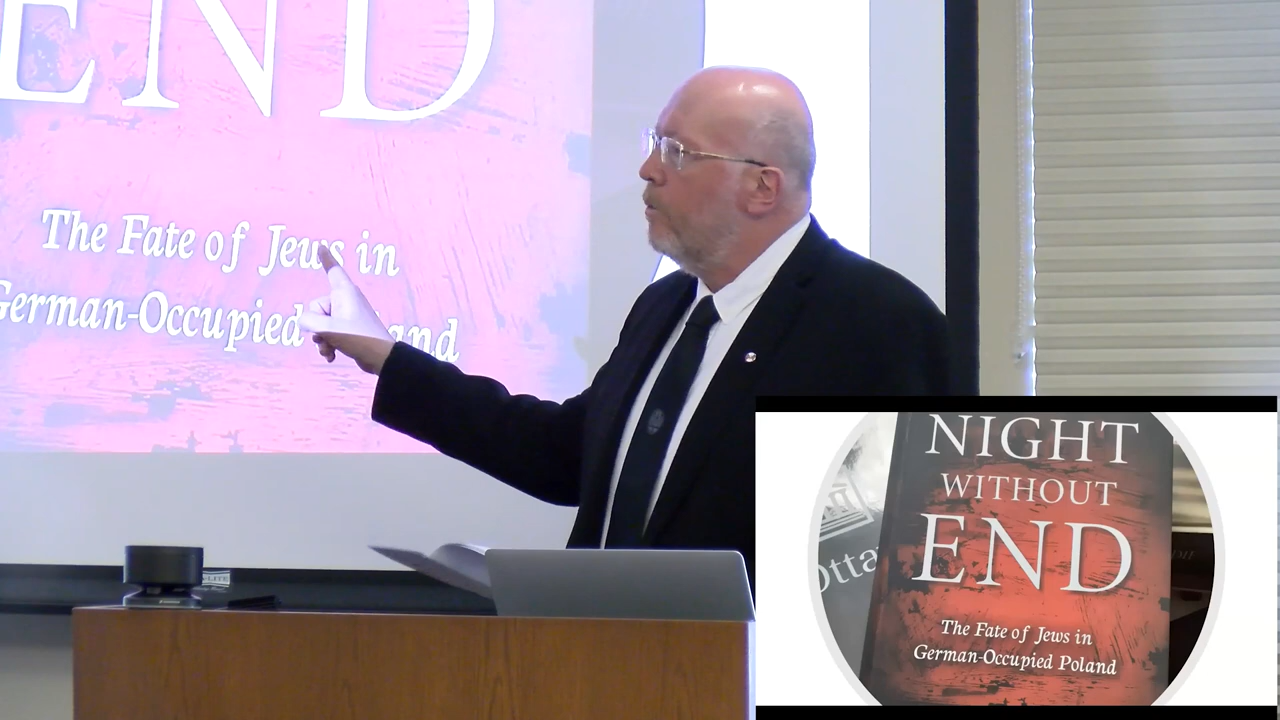 END
The Fate of Jews in
German-Occupied Poland
NIGHT
WITHOUT
END
The Fate of Jews in
German-Occupied Poland
Otta